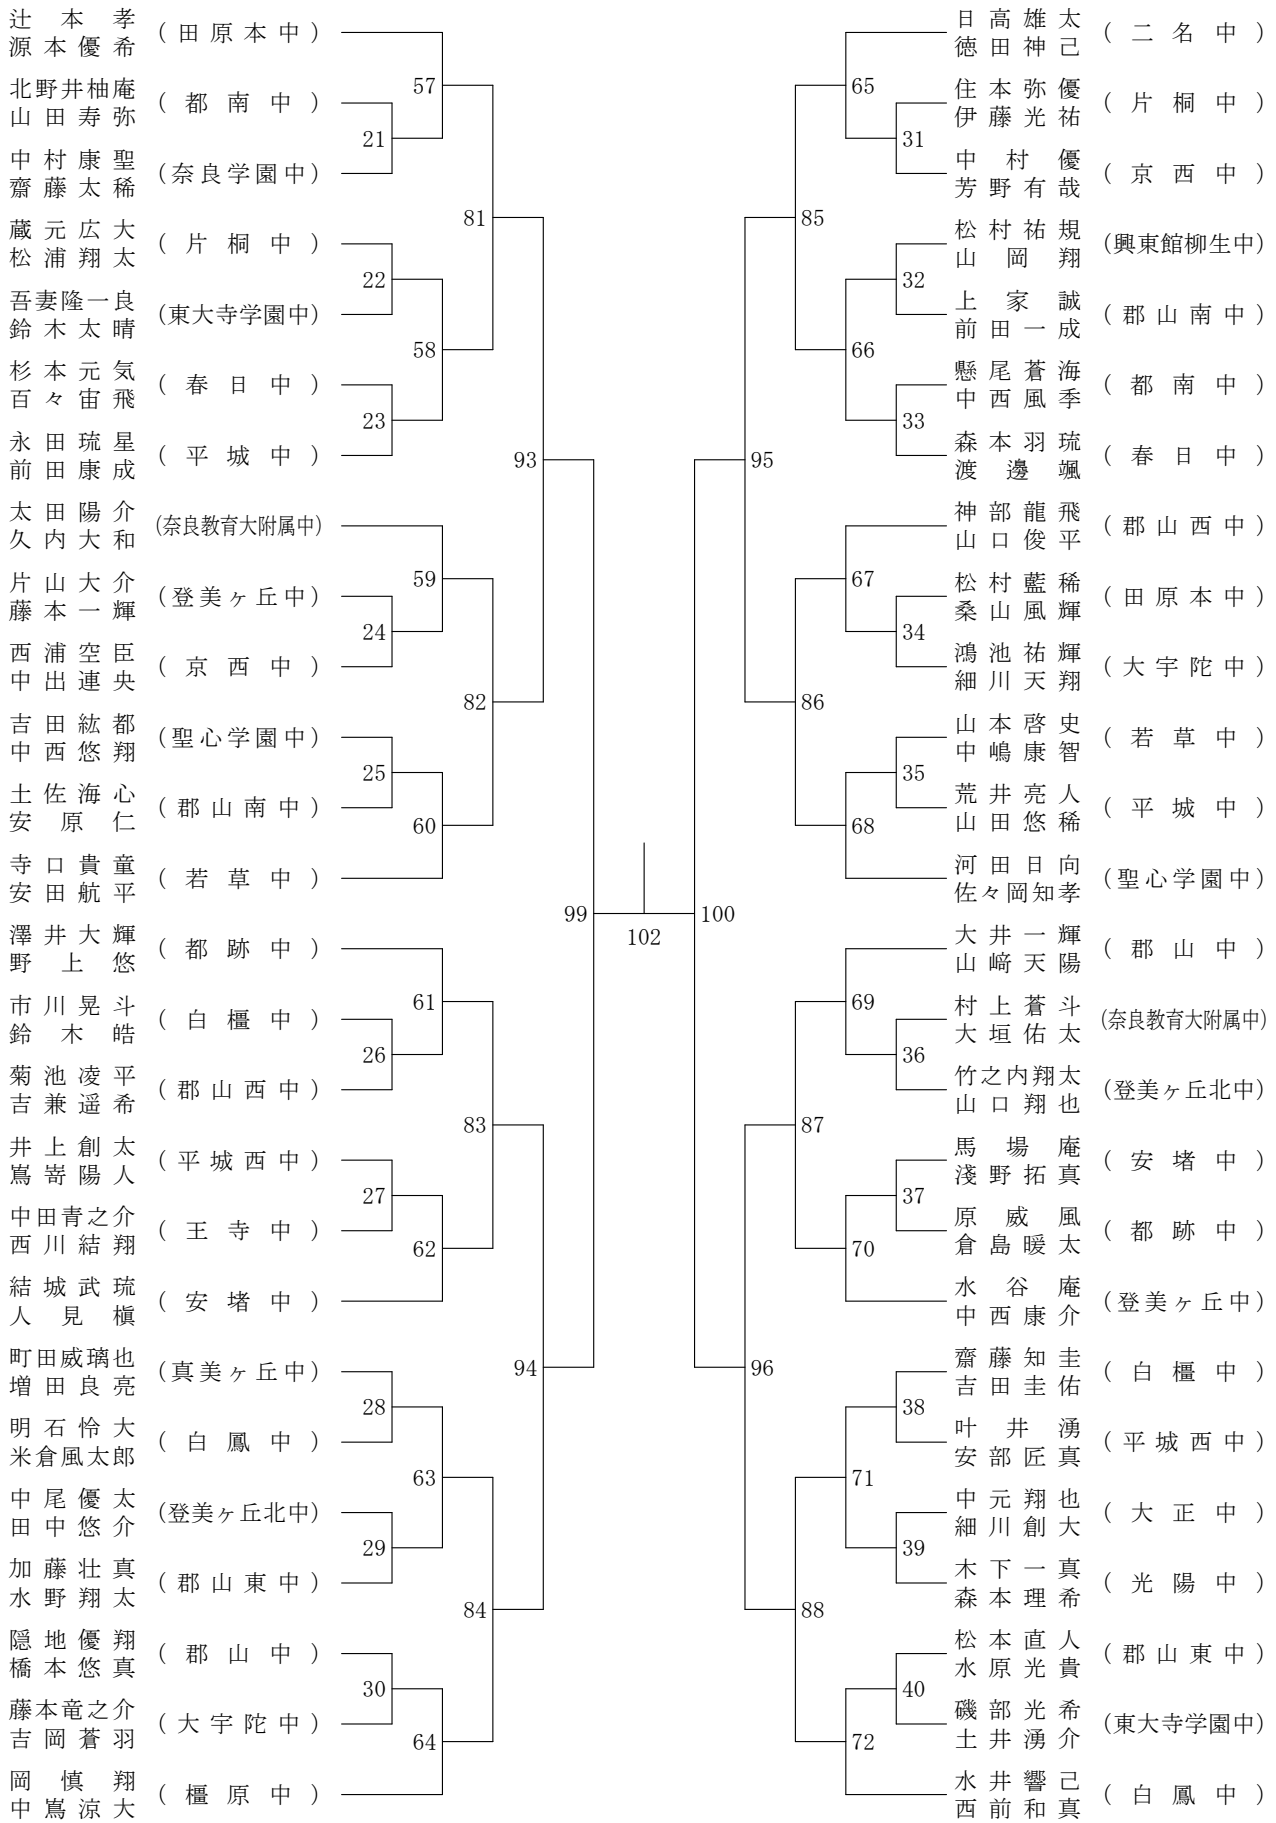 辻本孝
源本優希
(田原本中)
北野井柚庵
山田寿弥
(都南中)
中村康聖
齋藤太稀
(奈良学園中)
蔵元広大
松浦翔太
(片桐中)
吾妻隆一良
鈴木太晴
(東大寺学園中)
杉本元気
百々宙飛
(春日中)
永田琉星
前田康成
(平城中)
太田陽介
久内大和
(奈良教育大附属中)
片山大介
藤本一輝
(登美ヶ丘中)
西浦空臣
中出連央
(京西中)
吉田紘都
中西悠翔
(聖心学園中)
土佐海心
安原仁
(郡山南中)
寺口貴童
安田航平
(若草中)
澤井大輝
野上悠
(都跡中)
市川晃斗
鈴木皓
(白橿中)
菊池凌平
吉兼遥希
(郡山西中)
井上創太
嶌嵜陽人
(平城西中)
中田青之介
西川結翔
(王寺中)
結城武琉
人見槇
(安堵中)
町田威璃也
増田良亮
(真美ヶ丘中)
明石怜大
米倉風太郎
(白鳳中)
中尾優太
田中悠介
(登美ヶ丘北中)
加藤壮真
水野翔太
(郡山東中)
隠地優翔
橋本悠真
(郡山中)
藤本竜之介
吉岡蒼羽
(大宇陀中)
岡慎翔
中嶌涼大
(橿原中)
57
21
81
22
58
23
93
59
24
82
25
60
99
61
26
83
27
62
94
28
63
29
84
30
64
102
100
65
31
85
32
66
33
95
67
34
86
35
68
69
36
87
37
70
96
38
71
39
88
40
72
日高雄太
徳田神己
(二名中)
住本弥優
伊藤光祐
(片桐中)
中村優
芳野有哉
(京西中)
松村祐規
山岡翔
(興東館柳生中)
上家誠
前田一成
(郡山南中)
懸尾蒼海
中西風季
(都南中)
森本羽琉
渡邊颯
(春日中)
神部龍飛
山口俊平
(郡山西中)
松村藍稀
桑山風輝
(田原本中)
鴻池祐輝
細川天翔
(大宇陀中)
山本啓史
中嶋康智
(若草中)
荒井亮人
山田悠稀
(平城中)
河田日向
佐々岡知孝
(聖心学園中)
大井一輝
山﨑天陽
(郡山中)
村上蒼斗
大垣佑太
(奈良教育大附属中)
竹之内翔太
山口翔也
(登美ヶ丘北中)
馬場庵
淺野拓真
(安堵中)
原威風
倉島暖太
(都跡中)
水谷庵
中西康介
(登美ヶ丘中)
齋藤知圭
吉田圭佑
(白橿中)
叶井湧
安部匠真
(平城西中)
中元翔也
細川創大
(大正中)
木下一真
森本理希
(光陽中)
松本直人
水原光貴
(郡山東中)
磯部光希
土井湧介
(東大寺学園中)
水井響己
西前和真
(白鳳中)